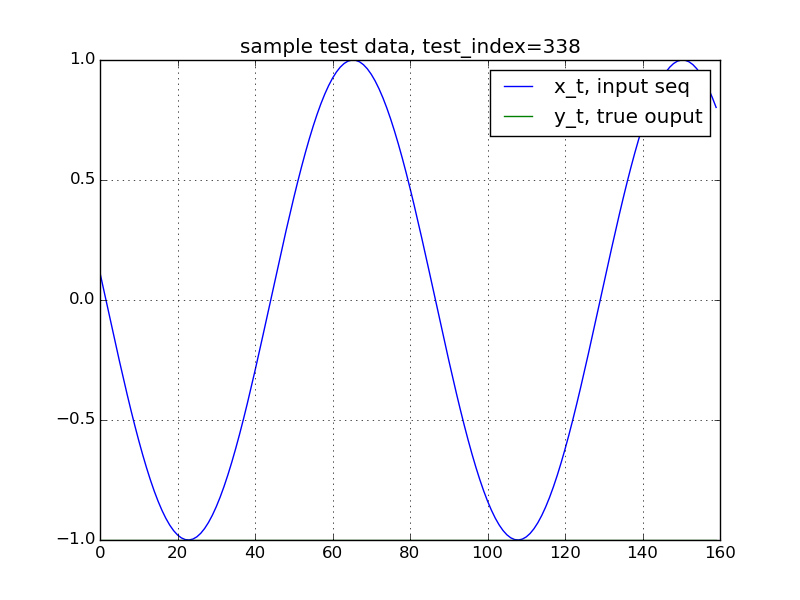 sample test data, test_index=338
x_t, input seq
y_t, true ouput
1.0
0.5
0.0
−0.5
−1.0
0 20 40 60 80 100 120 140 160